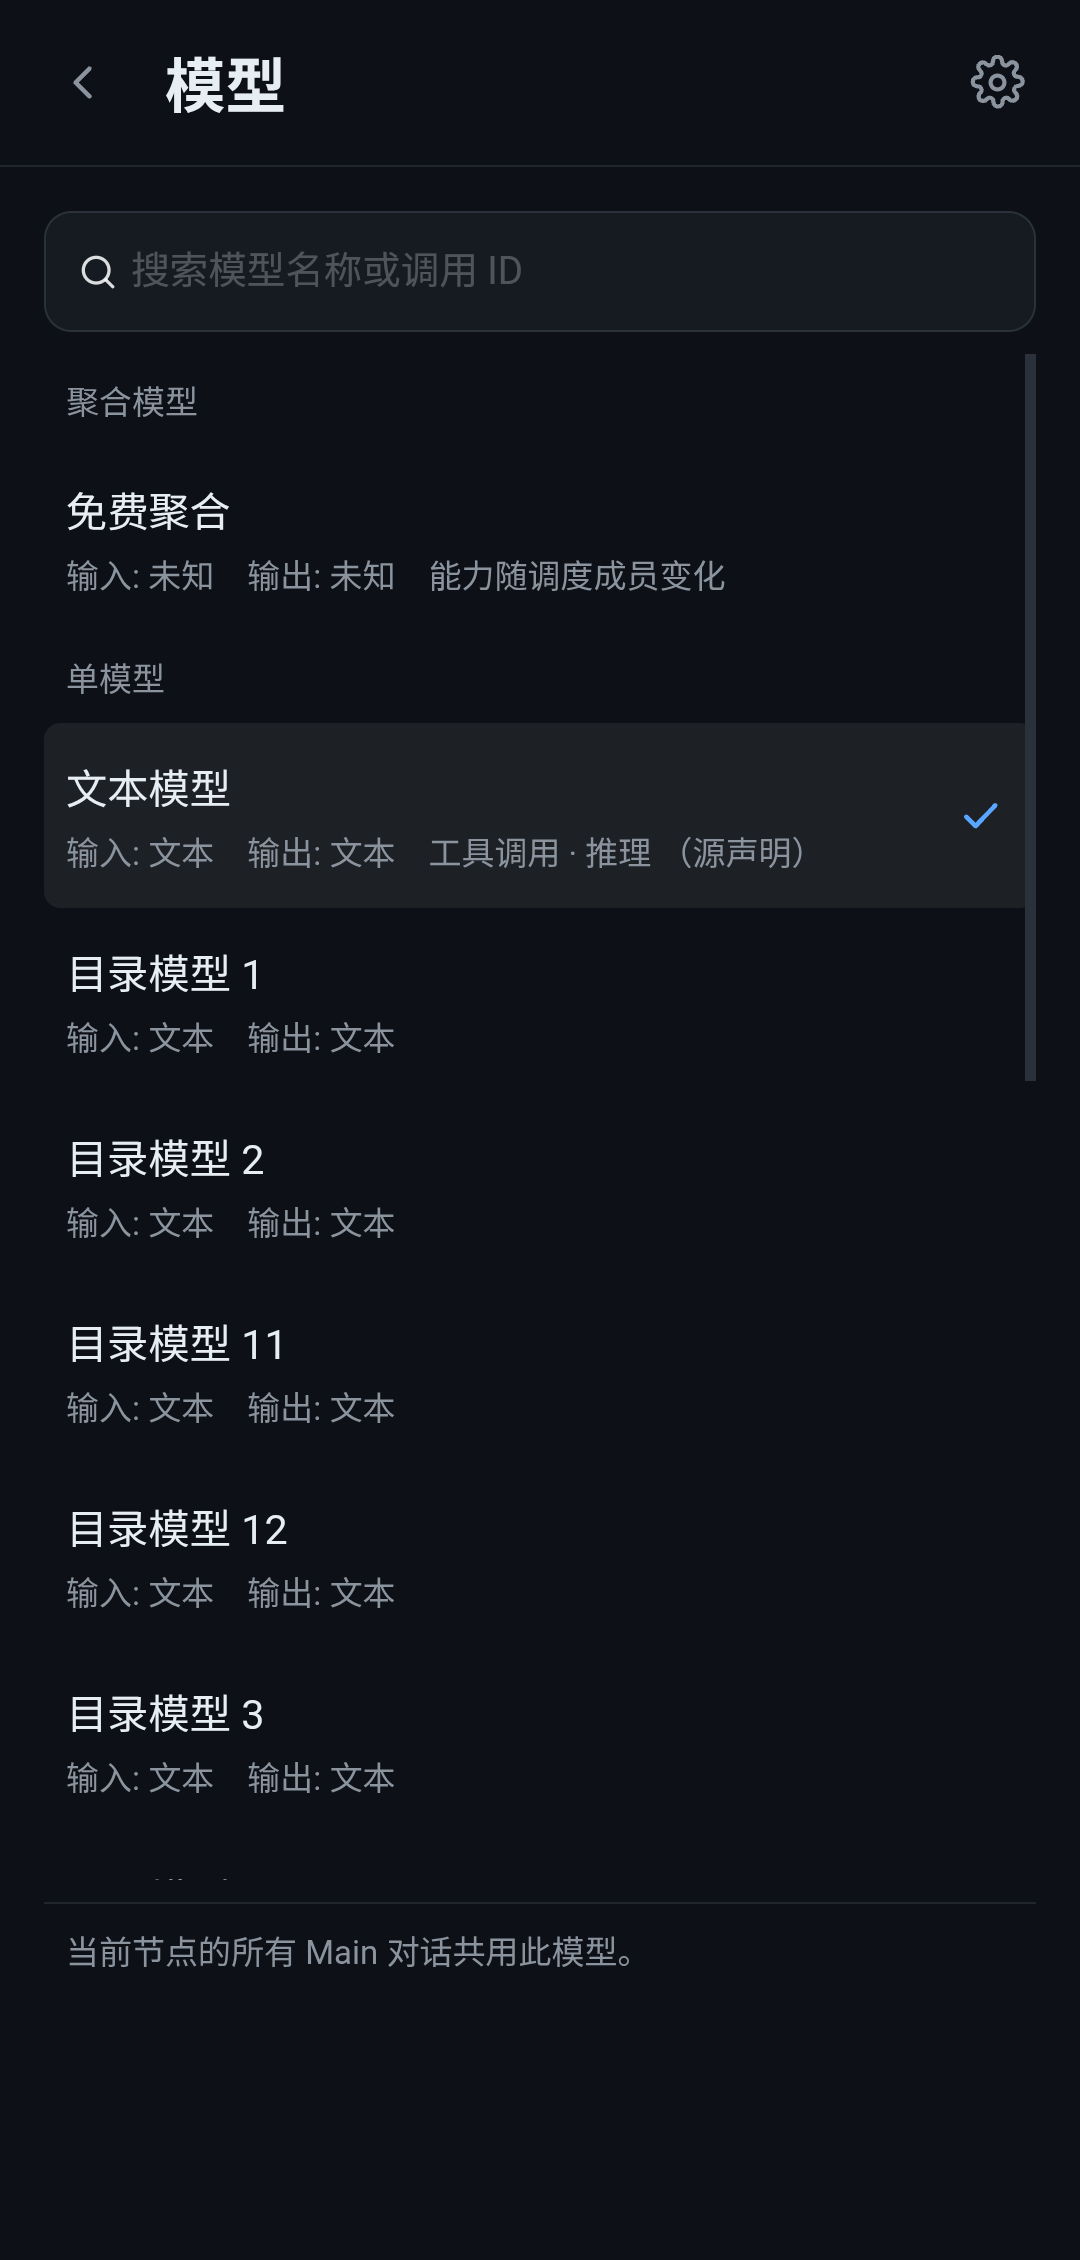 模型
搜索模型名称或调用 ID
聚合模型
免费聚合
输入: 未知 输出: 未知 能力随调度成员变化
单模型
文本模型
输入: 文本 输出: 文本 工具调用 · 推理 （源声明）
目录模型 1
输入: 文本 输出: 文本
目录模型 2
输入: 文本 输出: 文本
目录模型 11
输入: 文本 输出: 文本
目录模型 12
输入: 文本 输出: 文本
目录模型 3
输入: 文本 输出: 文本
当前节点的所有 Main 对话共用此模型。